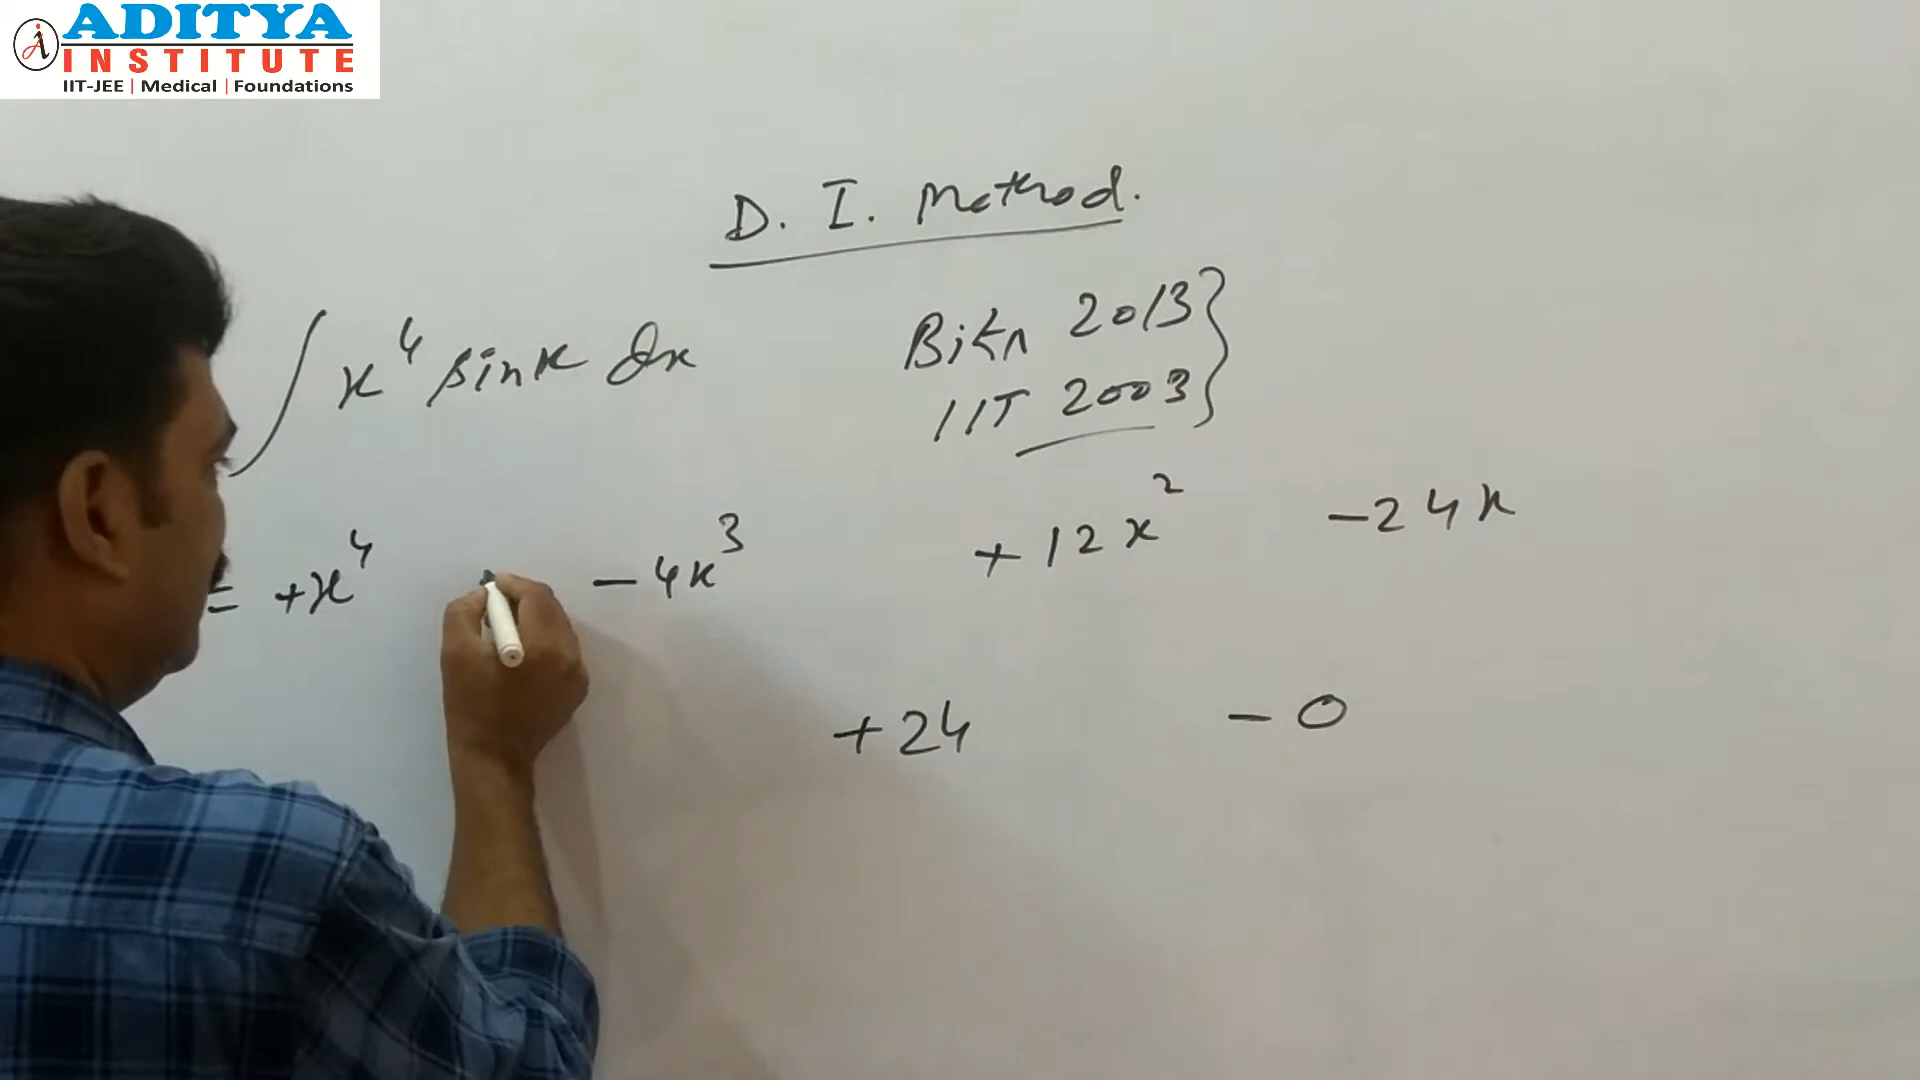 ADITYA
INSTITUTE
IIT-JEE | Medical | Foundations
D. I. Method.
∫ x⁴ sinx dx
2013
IIT 2003
= +x⁴ - 4x³ + 12x² - 24x
+24 - 0